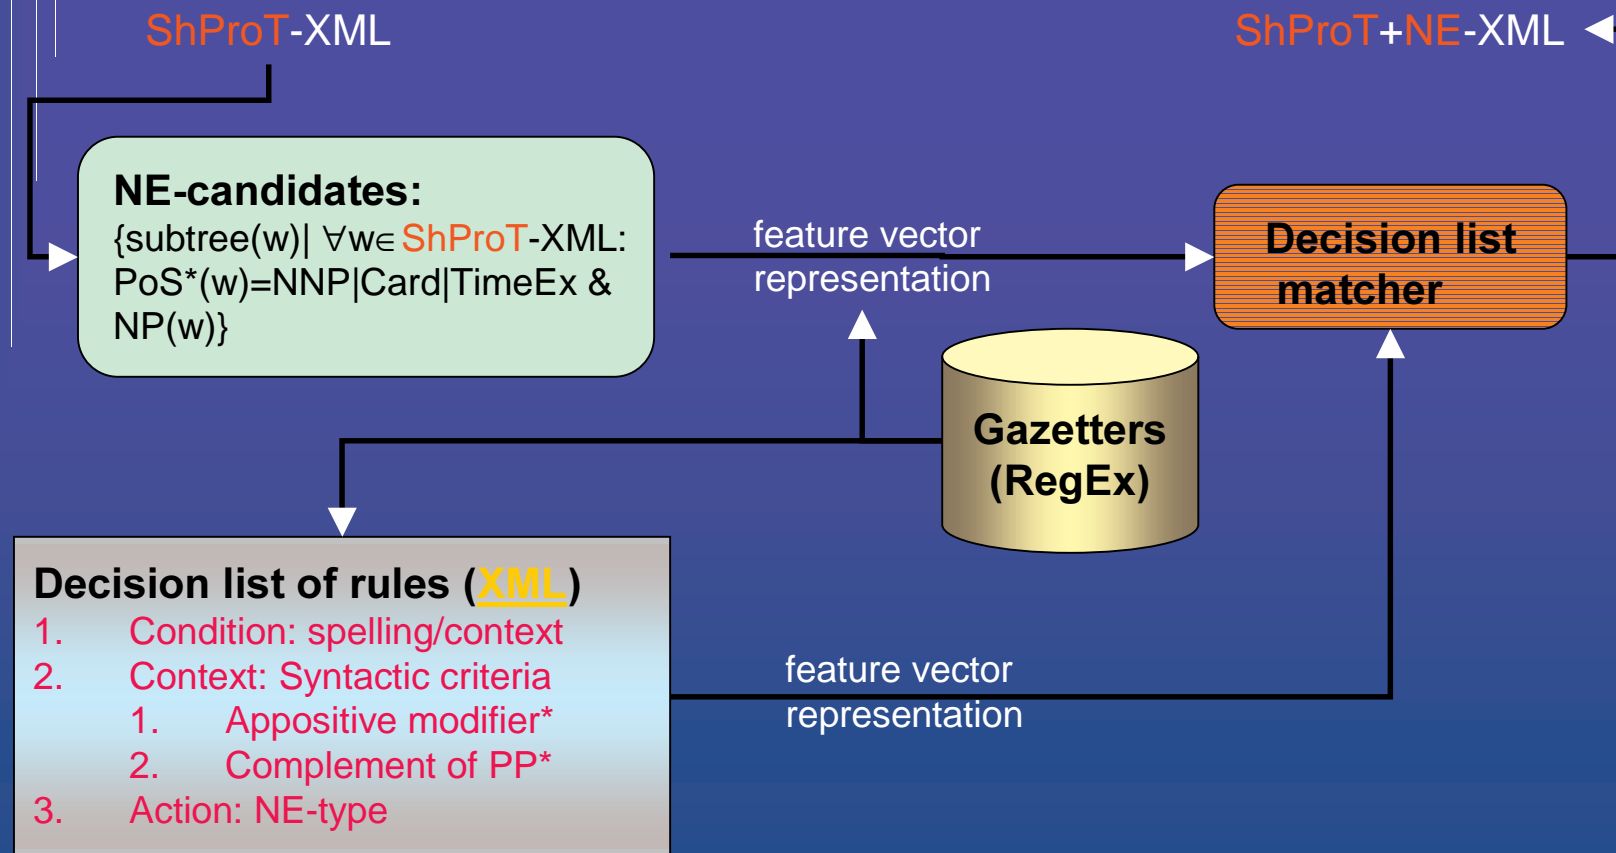 ShProT-XML
ShProT+NE-XML
NE-candidates:
{subtree(w)| ∀w∈ShProT-XML:
PoS*(w)=NNP|Card|TimeEx &
NP(w)}
feature vector
representation
Decision list
matcher
Gazetters
(RegEx)
Decision list of rules (XML)
1. Condition: spelling/context
2. Context: Syntactic criteria
1. Appositive modifier*
2. Complement of PP*
3. Action: NE-type
feature vector
representation